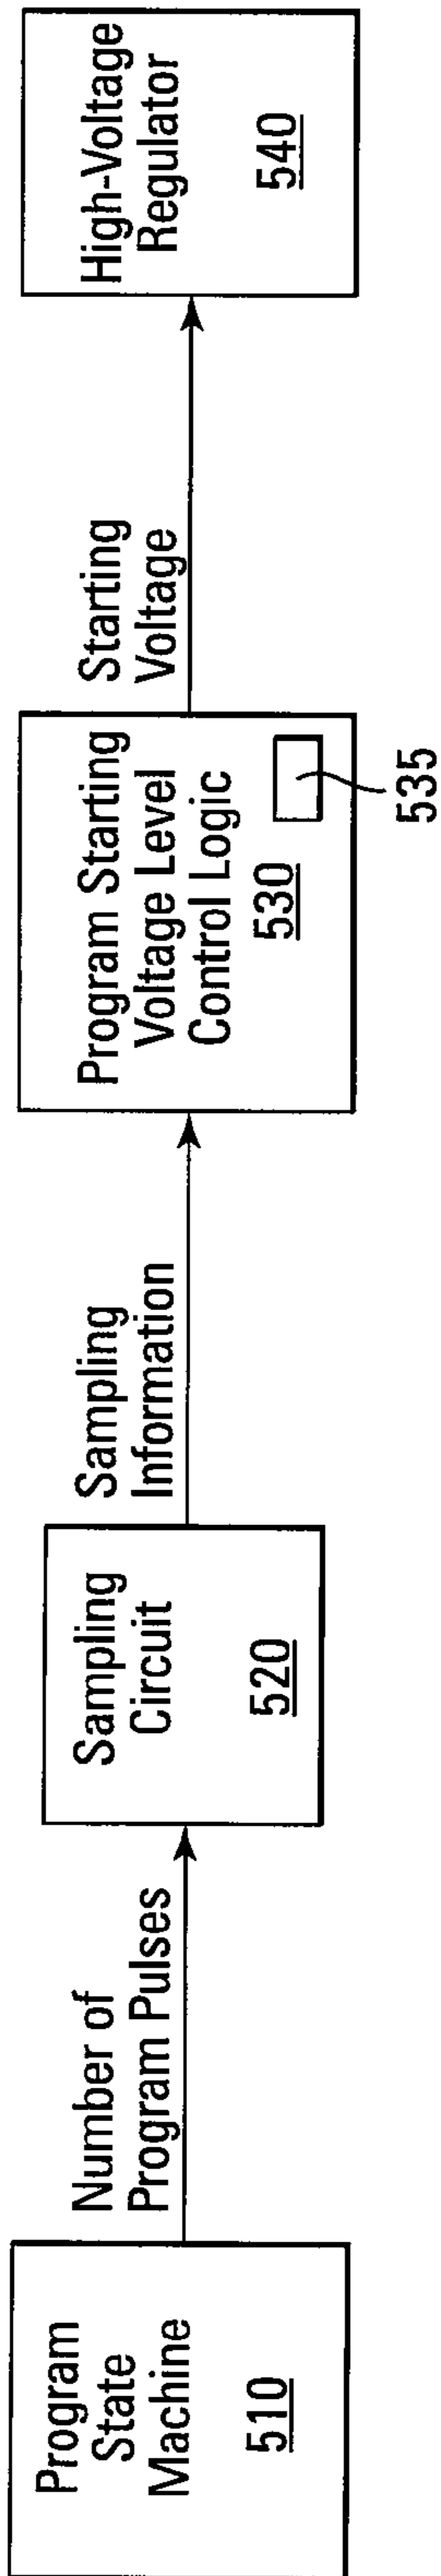 Program
State
Machine
510
Number of
Program Pulses
Sampling
Circuit
520
Sampling
Information
Program Starting
Voltage Level
Control Logic
530
535
Starting
Voltage
High-Voltage
Regulator
540